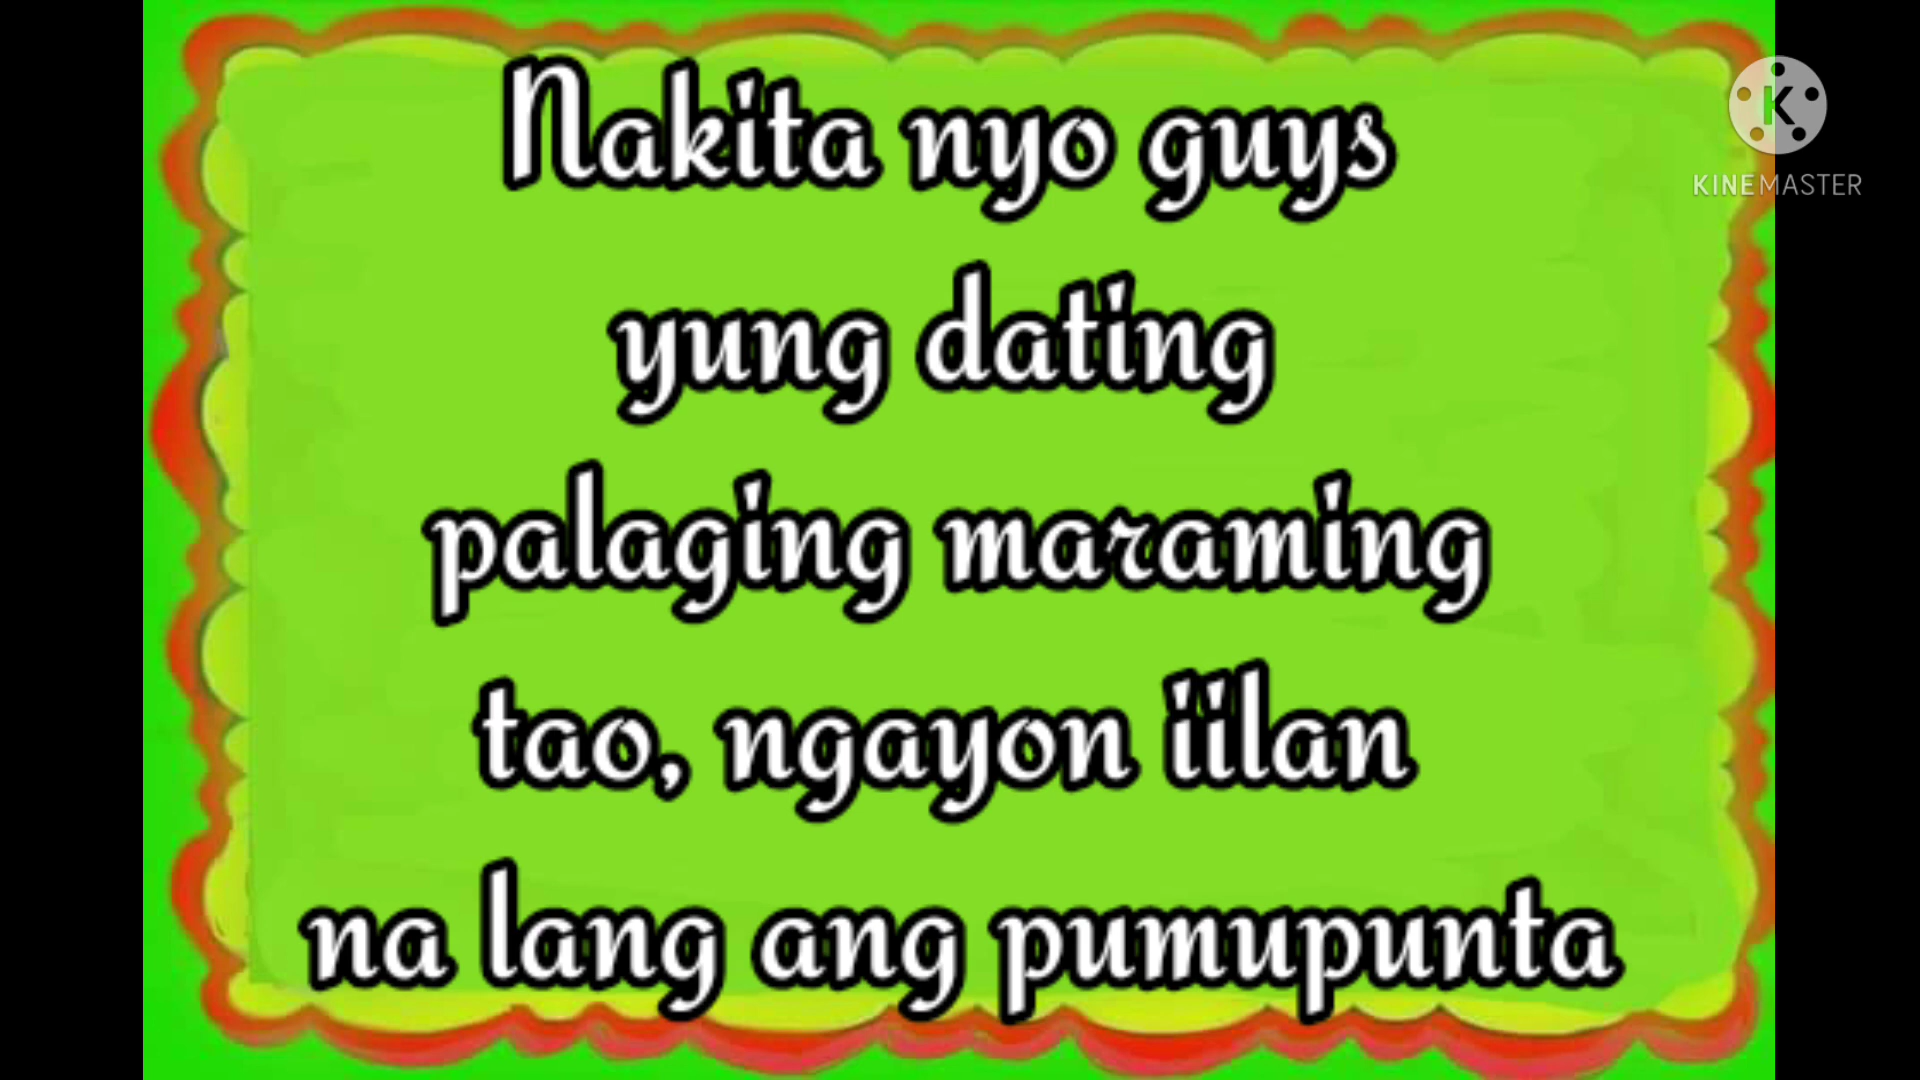 Nakita nyo guys
yung dating
palaging maraming
tao, ngayon iilan
na lang ang pumupunta
K
KINEMASTER